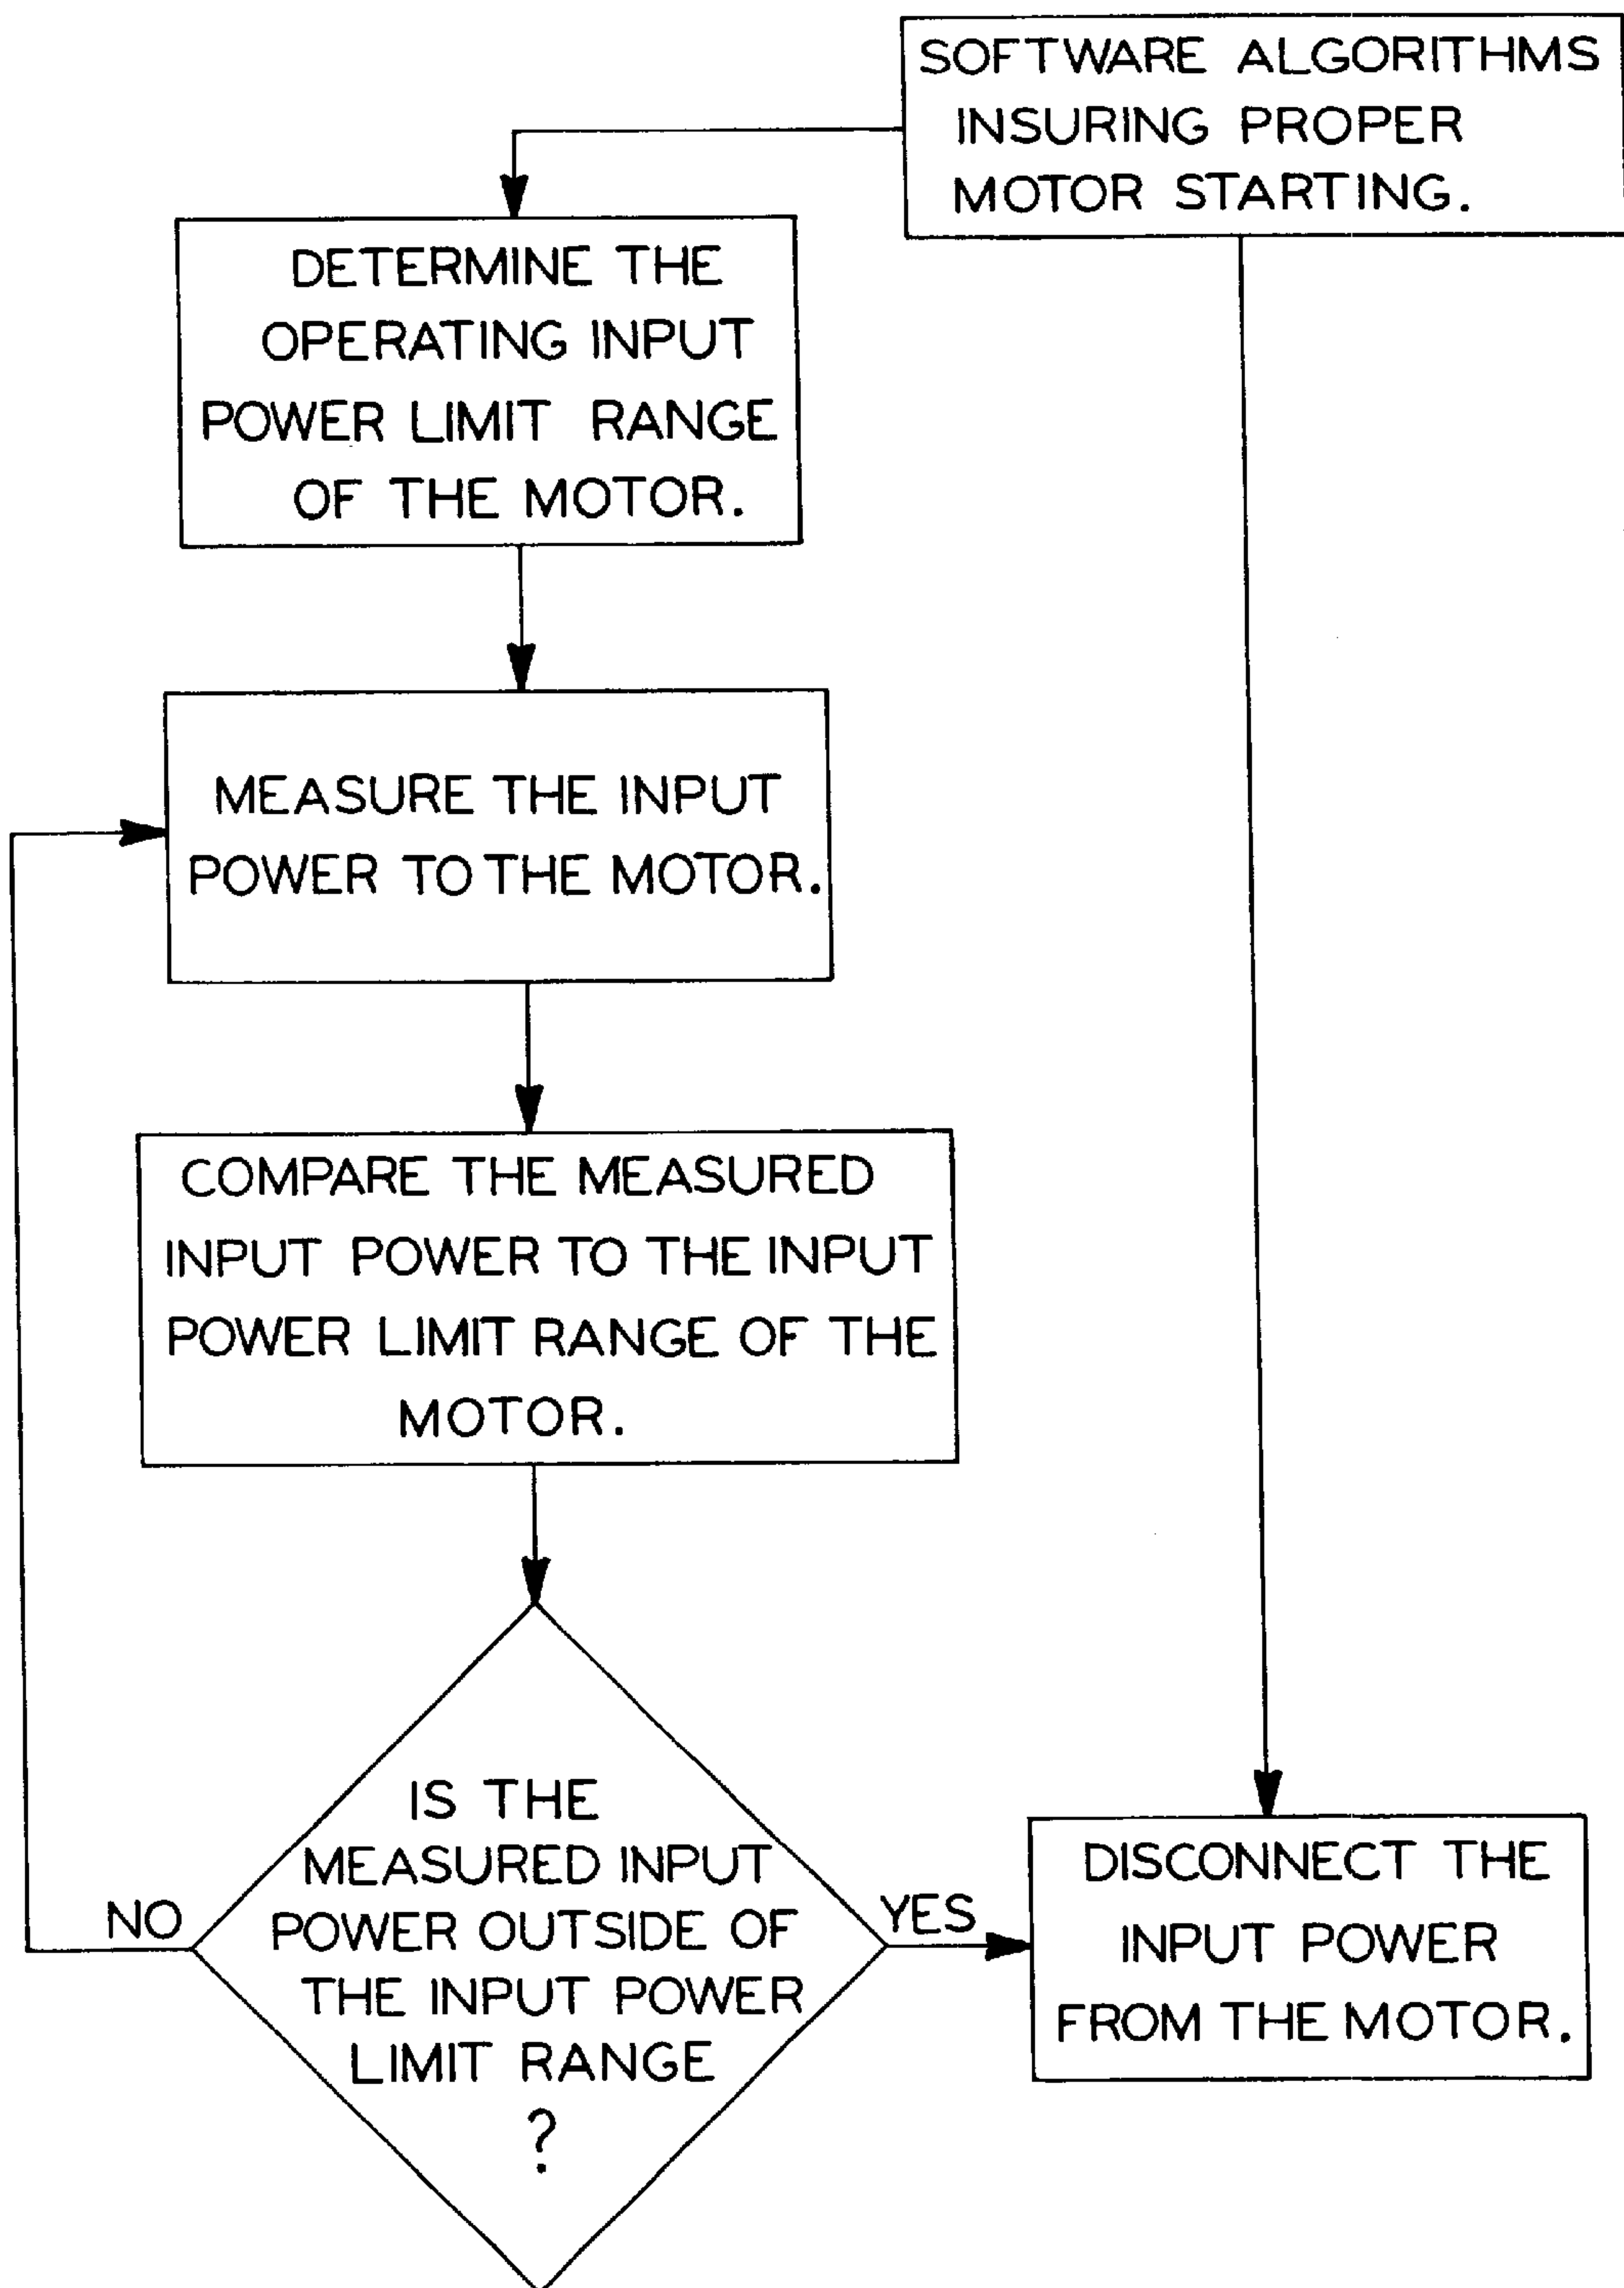 SOFTWARE ALGORITHMS
INSURING PROPER
MOTOR STARTING.
DETERMINE THE
OPERATING INPUT
POWER LIMIT RANGE
OF THE MOTOR.
MEASURE THE INPUT
POWER TO THE MOTOR.
COMPARE THE MEASURED
INPUT POWER TO THE INPUT
POWER LIMIT RANGE OF THE
MOTOR.
IS THE
MEASURED INPUT
POWER OUTSIDE OF
THE INPUT POWER
LIMIT RANGE
?
NO
YES
DISCONNECT THE
INPUT POWER
FROM THE MOTOR.